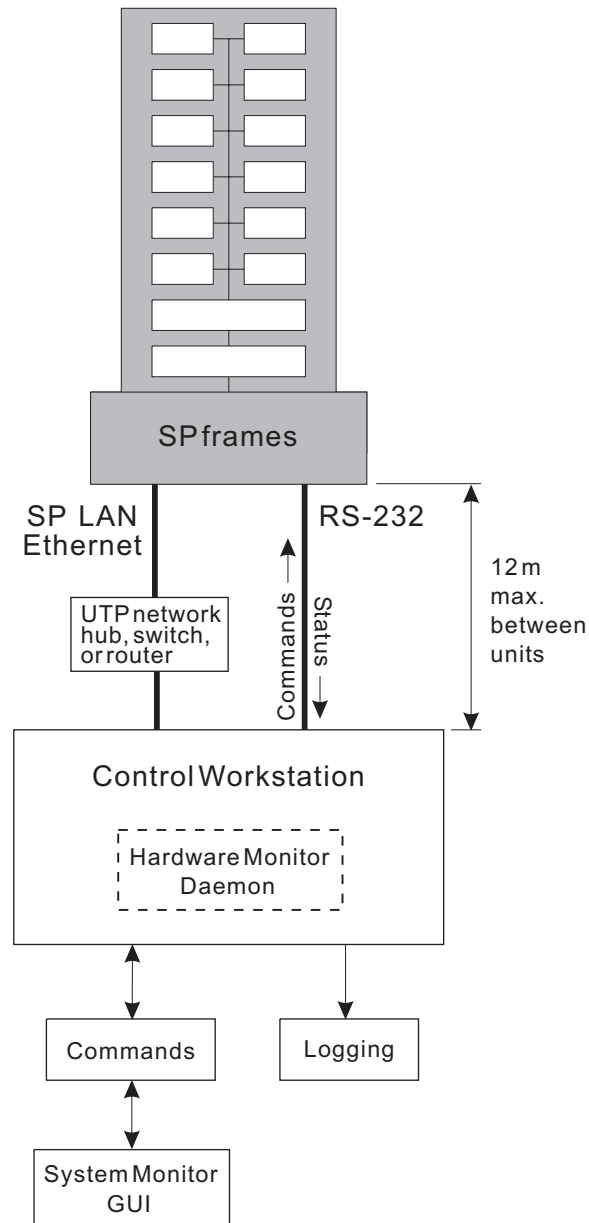 SP frames
SP LAN
Ethernet
RS-232
UTP network
hub, switch,
or router
Commands
Status
12 m
max.
between
units
Control Workstation
Hardware Monitor
Daemon
Commands
Logging
System Monitor
GUI